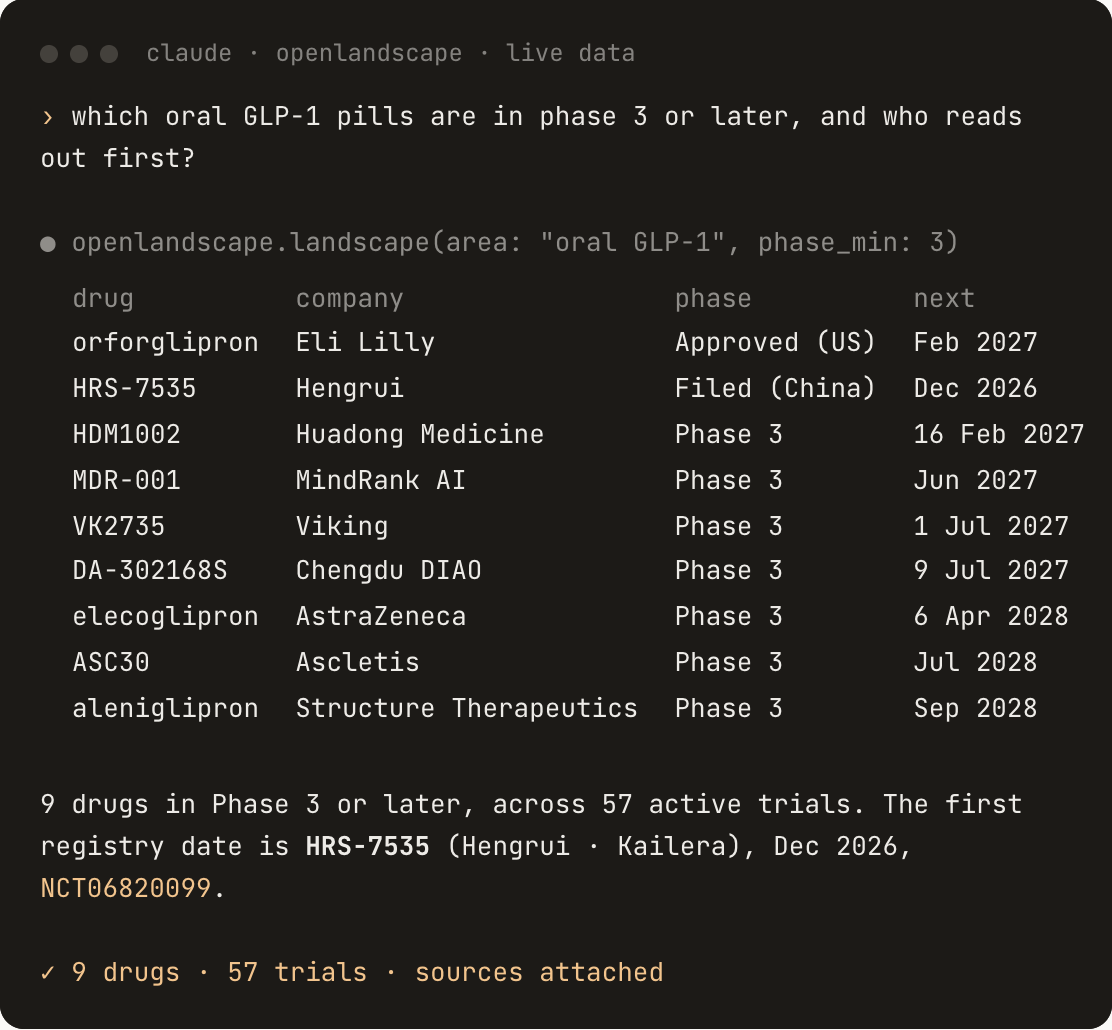 claude · openlandscape · live data
› which oral GLP-1 pills are in phase 3 or later, and who reads
out first?
● openlandscape.landscape(area: "oral GLP-1", phase_min: 3)
drug company phase next
orforglipron Eli Lilly Approved (US) Feb 2027
HRS-7535 Hengrui Filed (China) Dec 2026
HDM1002 Huadong Medicine Phase 3 16 Feb 2027
MDR-001 MindRank AI Phase 3 Jun 2027
VK2735 Viking Phase 3 1 Jul 2027
DA-302168S Chengdu DIAO Phase 3 9 Jul 2027
elecoglipron AstraZeneca Phase 3 6 Apr 2028
ASC30 Ascletis Phase 3 Jul 2028
aleniglipron Structure Therapeutics Phase 3 Sep 2028
9 drugs in Phase 3 or later, across 57 active trials. The first
registry date is HRS-7535 (Hengrui · Kailera), Dec 2026,
NCT06820099.
✓ 9 drugs · 57 trials · sources attached